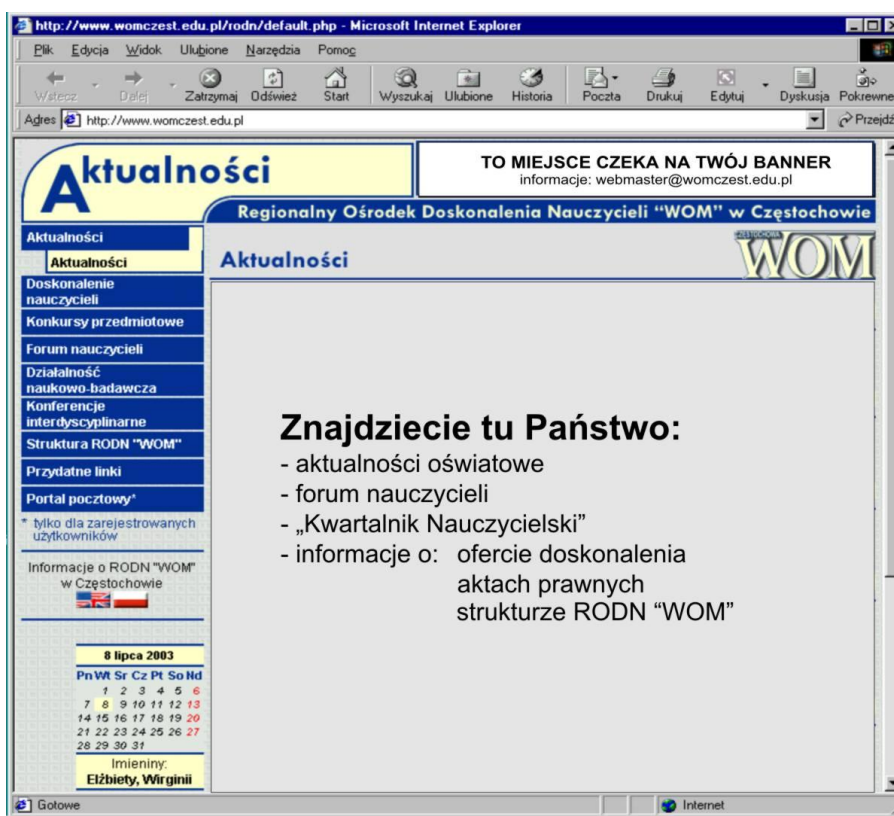 http://www.womczest.edu.pl/rodn/default.php - Microsoft Internet Explorer
Plik Edycja Widok Ulubione Narzędzia Pomoc
Wstecz Dalej Zatrzymaj Odśwież Start Wyszukaj Ulubione Historia Poczta Drukuj Edytuj Dyskusja Pokrewne
Adres http://www.womczest.edu.pl Przejdź
Aktualności
TO MIEJSCE CZEKA NA TWÓJ BANNER
informacje: webmaster@womczest.edu.pl
Regionalny Ośrodek Doskonalenia Nauczycieli “WOM” w Częstochowie
Aktualności
Aktualności
Doskonalenie
nauczycieli
Konkursy przedmiotowe
Forum nauczycieli
Działalność
naukowo-badawcza
Konferencje
interdyscyplinarne
Struktura RODN "WOM"
Przydatne linki
Portal pocztowy*
* tylko dla zarejestrowanych
użytkowników
Informacje o RODN "WOM"
w Częstochowie
8 lipca 2003
Pn Wt Sr Cz Pt So Nd
1 2 3 4 5 6
7 8 9 10 11 12 13
14 15 16 17 18 19 20
21 22 23 24 25 26 27
28 29 30 31
Imieniny:
Elżbiety, Wirginii
Aktualności
CZĘSTOCHOWA
WOM
Znajdziecie tu Państwo:
- aktualności oświatowe
- forum nauczycieli
- „Kwartalnik Nauczycielski”
- informacje o: ofercie doskonalenia
aktach prawnych
strukturze RODN “WOM”
Gotowe
Internet